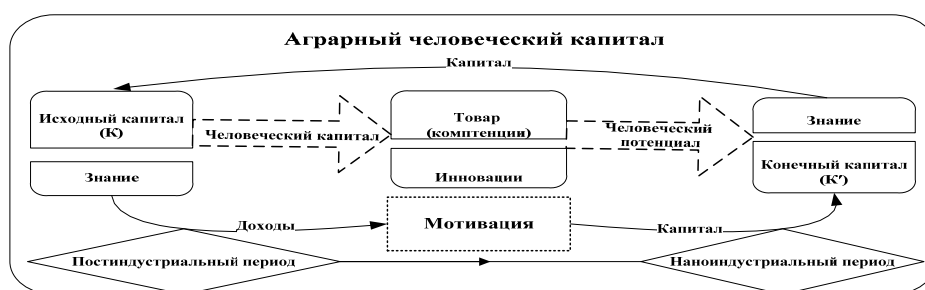 Аграрный человеческий капитал
Капитал
Исходный капитал
(К)
Человеческий капитал
Товар
(комптенции)
Человеческий
потенциал
Знание
Знание
Инновации
Конечный капитал
(К')
Доходы
Мотивация
Капитал
Постиндустриальный период
Наноиндустриальный период